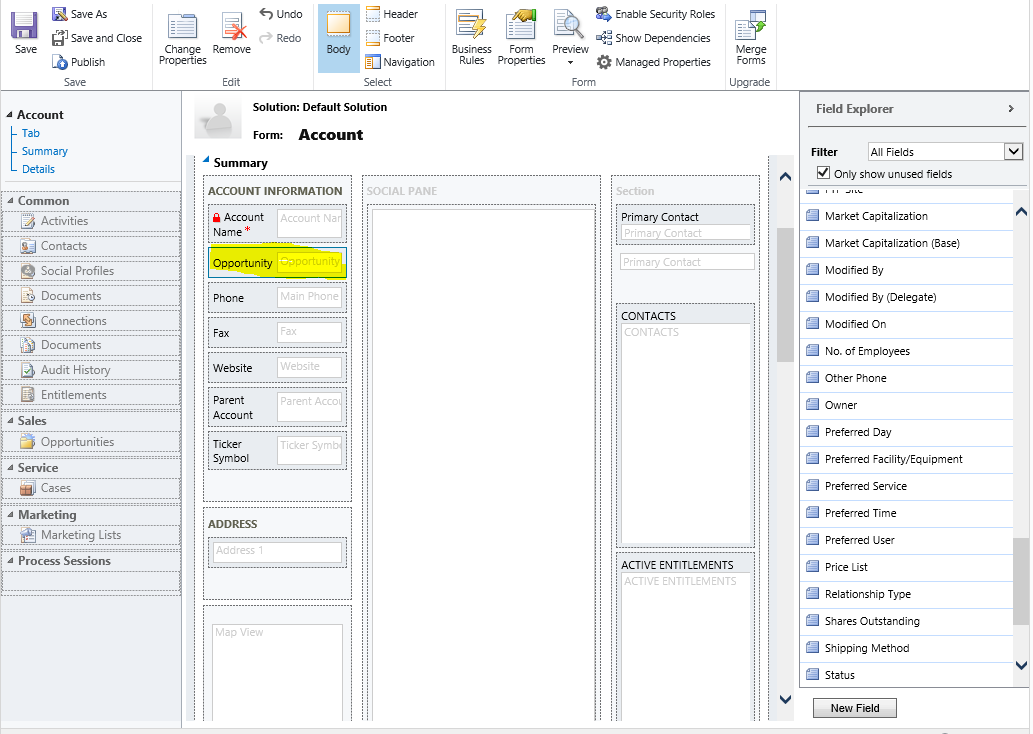 Save
Save As
Save and Close
Publish
Save
Change
Properties
Remove
Undo
Redo
Edit
Body
Header
Footer
Navigation
Select
Business
Rules
Form
Properties
Preview
Enable Security Roles
Show Dependencies
Managed Properties
Form
Merge
Forms
Upgrade
Account
Tab
Summary
Details
Common
Activities
Contacts
Social Profiles
Documents
Connections
Documents
Audit History
Entitlements
Sales
Opportunities
Service
Cases
Marketing
Marketing Lists
Process Sessions
Solution: Default Solution
Form: Account
Summary
ACCOUNT INFORMATION
Account
Name *
Account Nar
Opportunity
Opportunity
Phone
Main Phone
Fax
Fax
Website
Website
Parent
Account
Parent Accou
Ticker
Symbol
Ticker Symbo
ADDRESS
Address 1
Map View
SOCIAL PANE
Section
Primary Contact
Primary Contact
Primary Contact
CONTACTS
CONTACTS
ACTIVE ENTITLEMENTS
ACTIVE ENTITLEMENTS
Field Explorer
Filter
All Fields
Only show unused fields
Market Capitalization
Market Capitalization (Base)
Modified By
Modified By (Delegate)
Modified On
No. of Employees
Other Phone
Owner
Preferred Day
Preferred Facility/Equipment
Preferred Service
Preferred Time
Preferred User
Price List
Relationship Type
Shares Outstanding
Shipping Method
Status
New Field